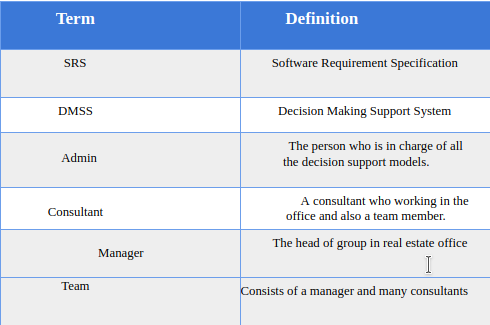 Term Definition
SRS Software Requirement Specification
DMSS Decision Making Support System
Admin The person who is in charge of all
the decision support models.
Consultant A consultant who working in the
office and also a team member.
Manager The head of group in real estate office
Team Consists of a manager and many consultants